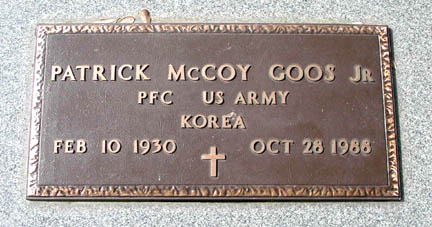 PATRICK McCOY GOOS JR
PFC US ARMY
KOREA
FEB 10 1930 OCT 28 1988